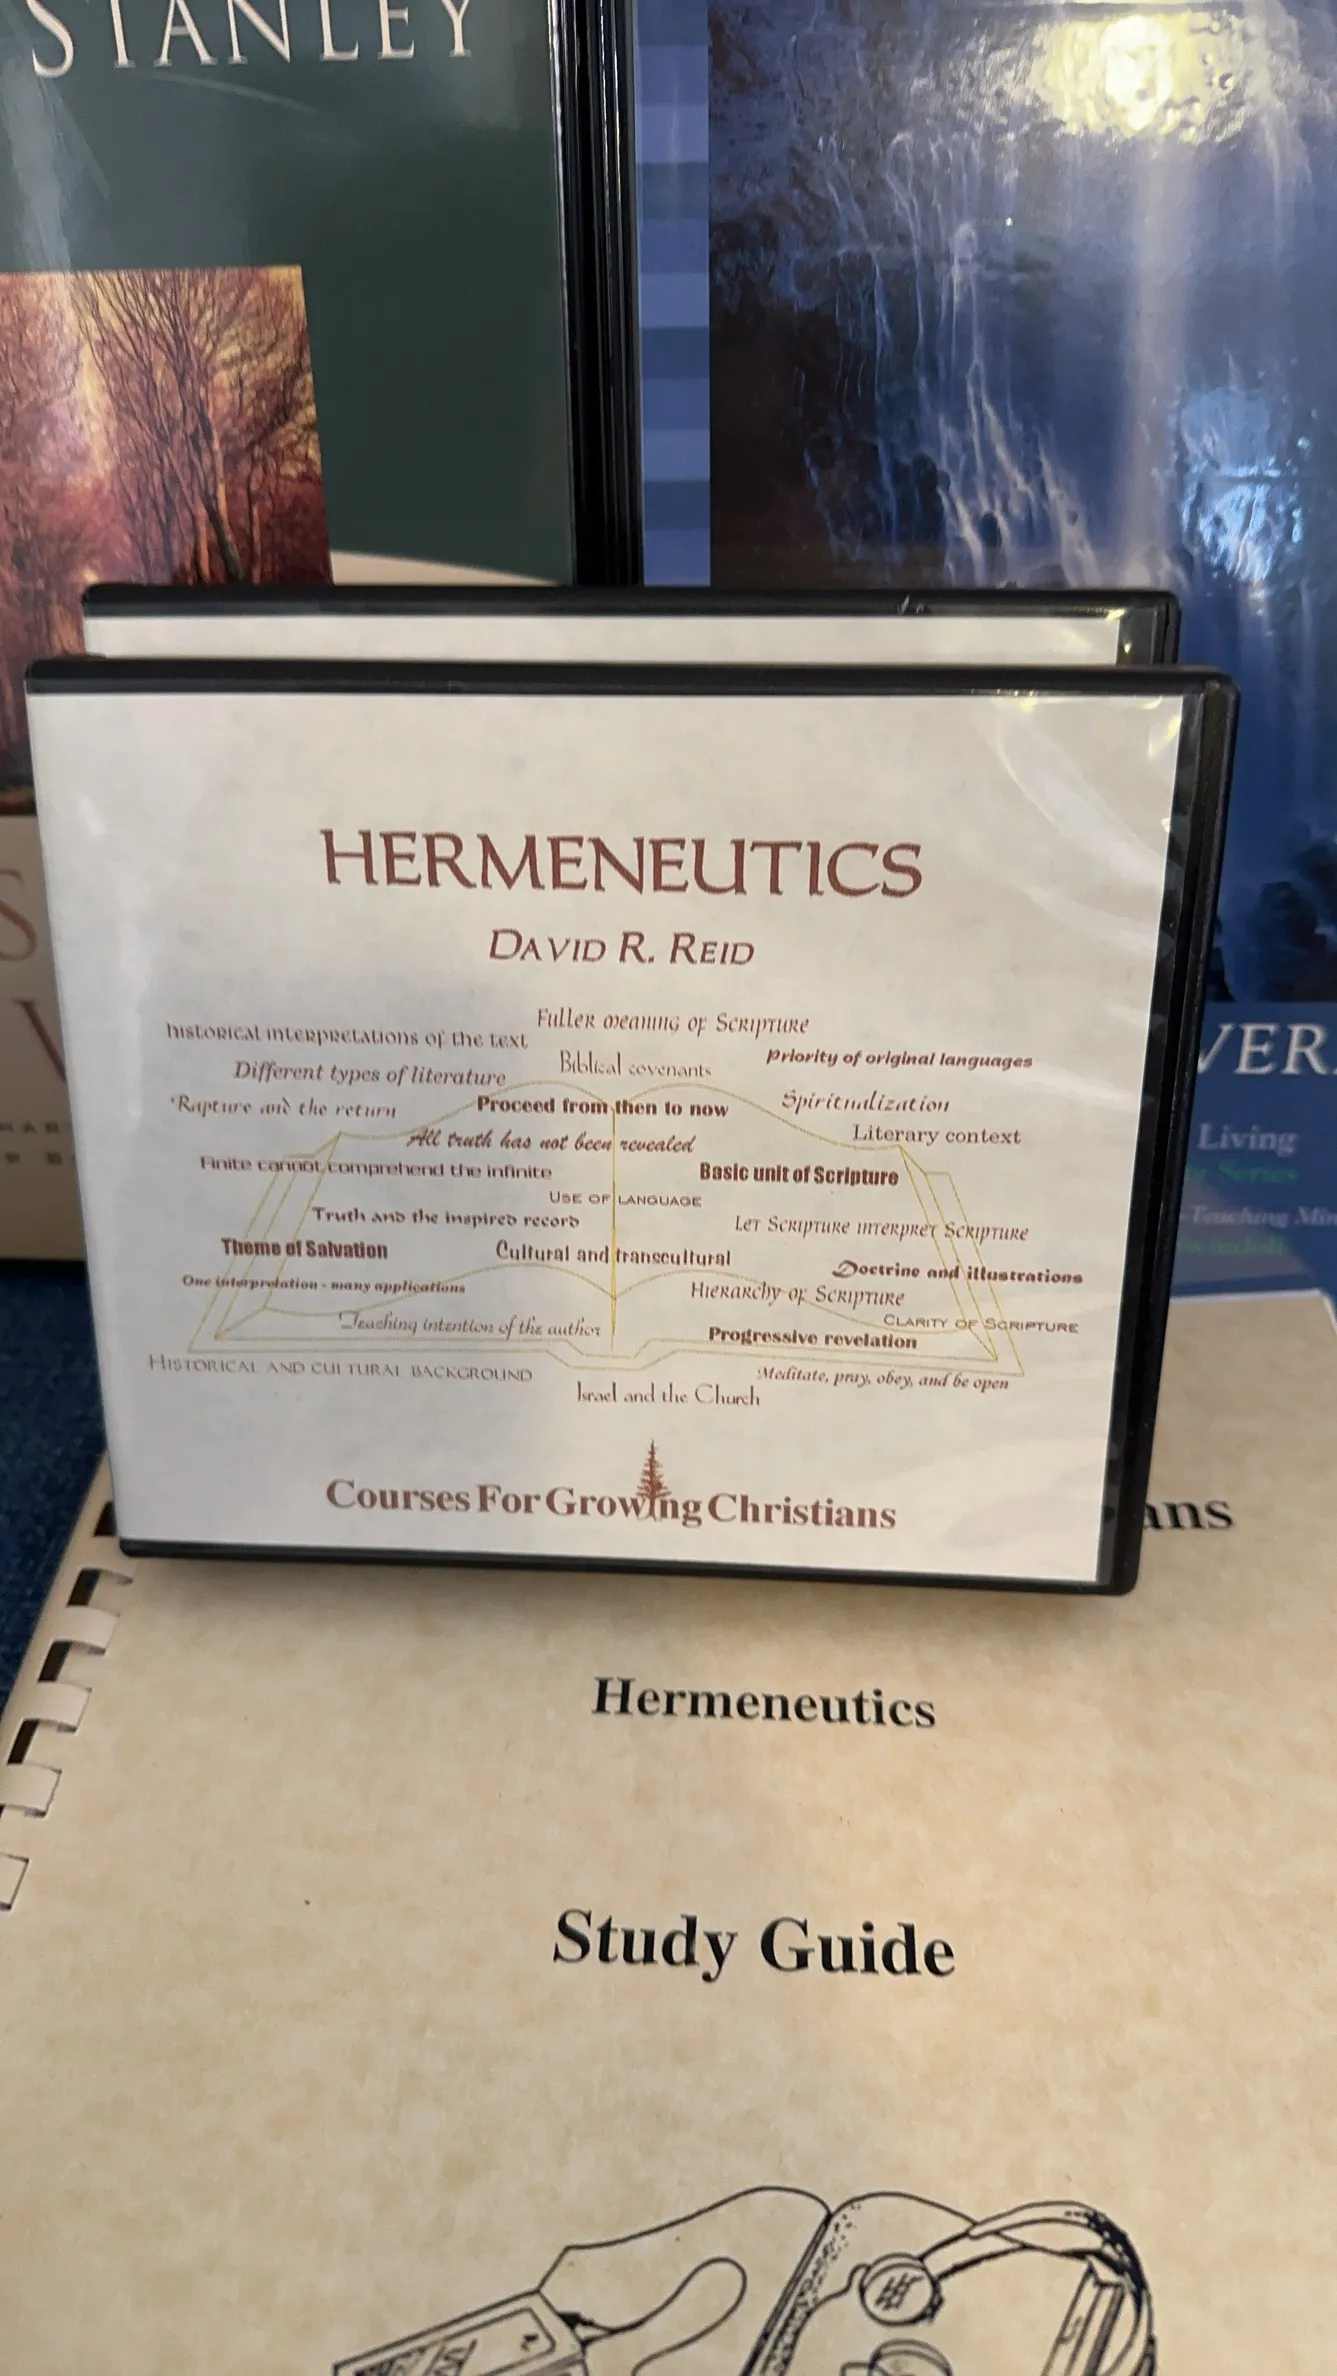 STANLEY
HERMENEUTICS
DAVID R. REID
Fuller meaning of Scripture
historical interpretations of the text
Biblical covenants
Priority of original languages
Different types of literature
Rapture and the return
Proceed from then to now
Spiritualization
All truth has not been revealed
Literary context
Finite cannot comprehend the infinite
Basic unit of Scripture
USE OF LANGUAGE
Truth and the inspired record
Let Scripture interpret Scripture
Theme of Salvation
Cultural and transcultural
Doctrine and illustrations
One interpretation - many applications
Hierarchy of Scripture
Teaching intention of the author
CLARITY OF SCRIPTURE
Progressive revelation
HISTORICAL AND CULTURAL BACKGROUND
Meditate, pray, obey, and be open
Israel and the Church
Courses For Growing Christians
Living
Series
Hermeneutics
Study Guide